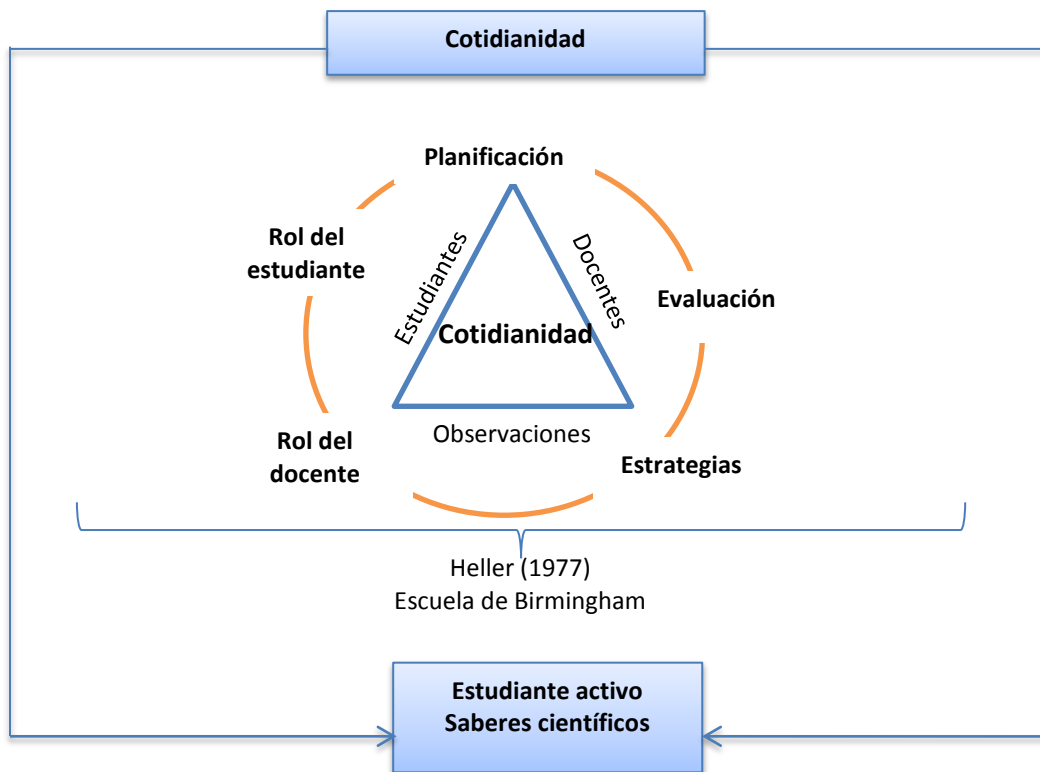 Cotidianidad
Planificación
Rol del
estudiante
Estudiantes
Docentes
Evaluación
Cotidianidad
Rol del
docente
Observaciones
Estrategias
Heller (1977)
Escuela de Birmingham
Estudiante activo
Saberes científicos